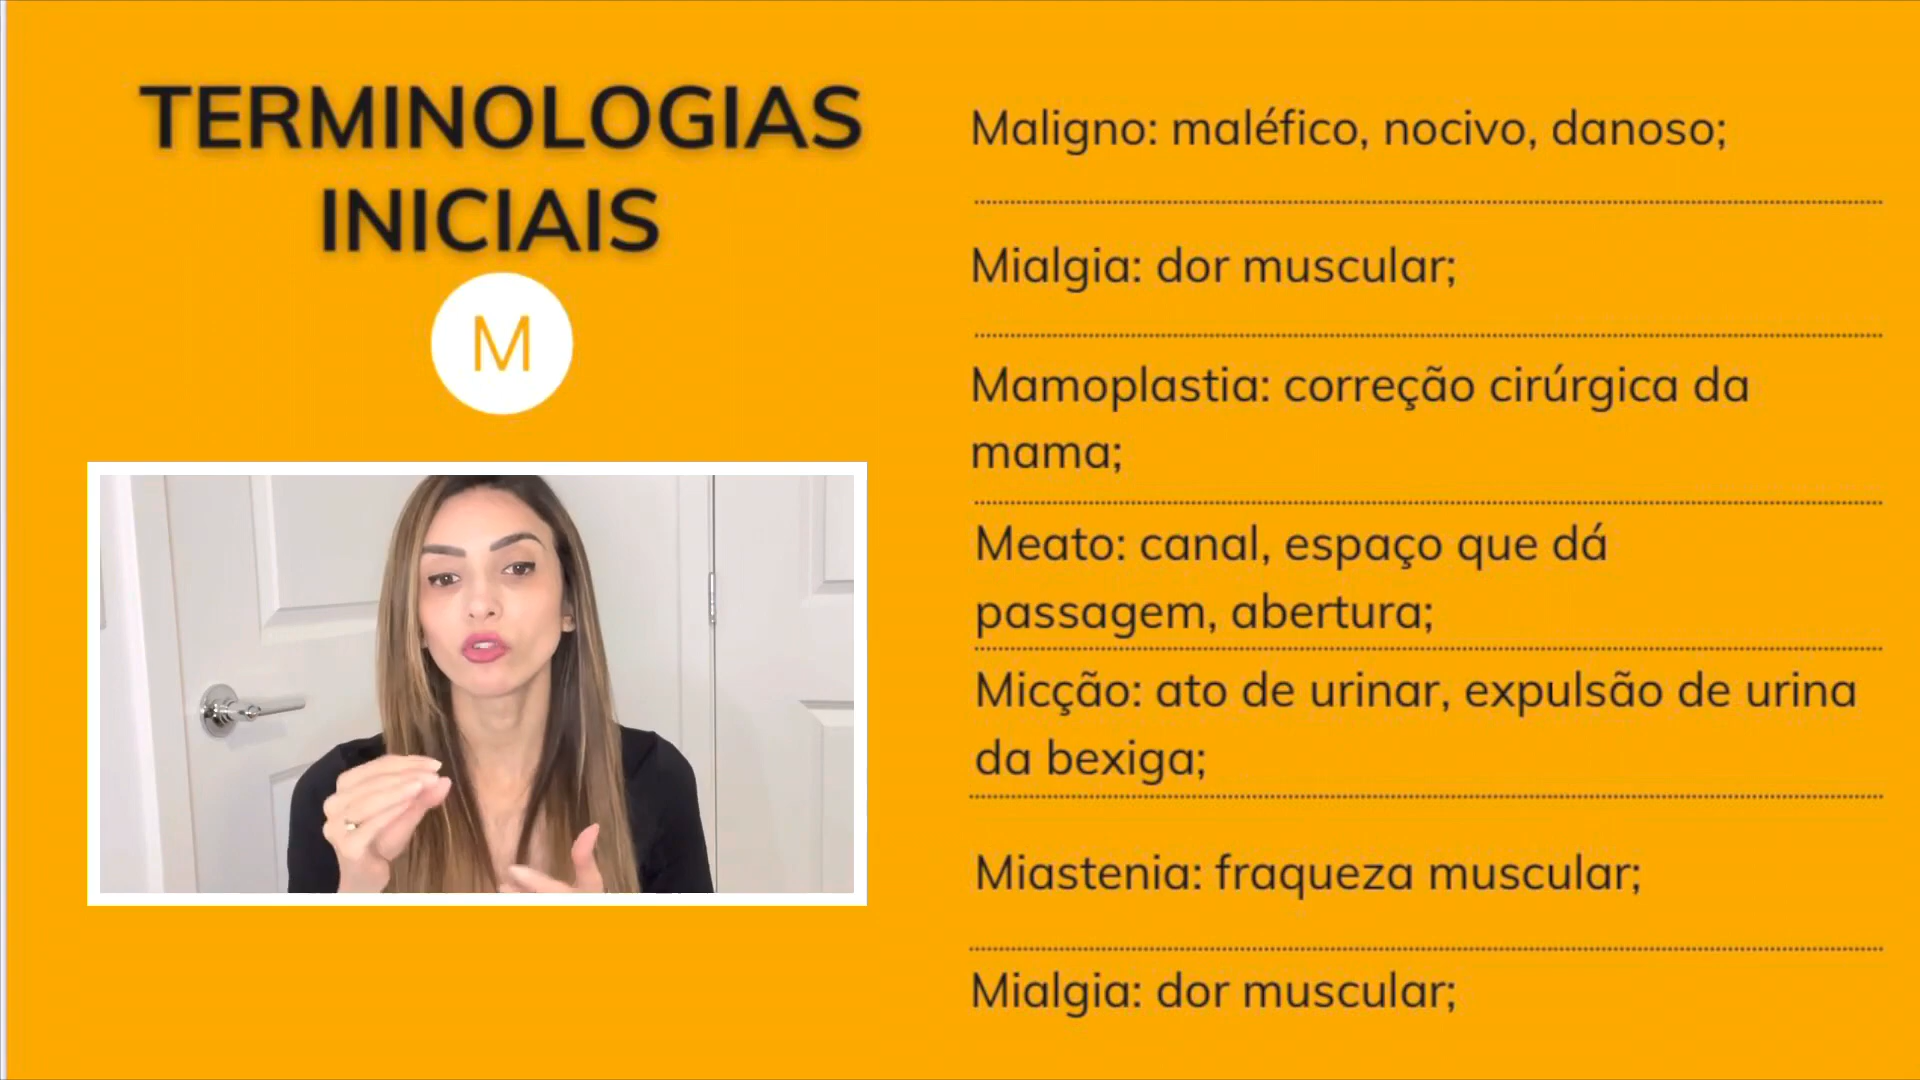 TERMINOLOGIAS
INICIAIS
M
Maligno: maléfico, nocivo, danoso;
Mialgia: dor muscular;
Mamoplastia: correção cirúrgica da
mama;
Meato: canal, espaço que dá
passagem, abertura;
Micção: ato de urinar, expulsão de urina
da bexiga;
Miastenia: fraqueza muscular;
Mialgia: dor muscular;